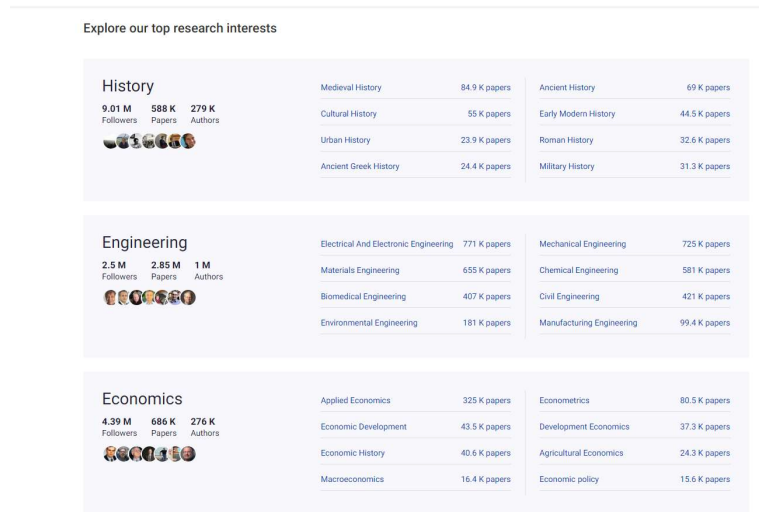 Explore our top research interests
History
9.01 M 588 K 279 K
Followers Papers Authors
Medieval History 84.9 K papers
Cultural History 55 K papers
Urban History 23.9 K papers
Ancient Greek History 24.4 K papers
Ancient History 69 K papers
Early Modern History 44.5 K papers
Roman History 32.6 K papers
Military History 31.3 K papers
Engineering
2.5 M 2.85 M 1 M
Followers Papers Authors
Electrical And Electronic Engineering 771 K papers
Materials Engineering 655 K papers
Biomedical Engineering 407 K papers
Environmental Engineering 181 K papers
Mechanical Engineering 725 K papers
Chemical Engineering 581 K papers
Civil Engineering 421 K papers
Manufacturing Engineering 99.4 K papers
Economics
4.39 M 686 K 276 K
Followers Papers Authors
Applied Economics 325 K papers
Economic Development 43.5 K papers
Economic History 40.6 K papers
Macroeconomics 16.4 K papers
Econometrics 80.5 K papers
Development Economics 37.3 K papers
Agricultural Economics 24.3 K papers
Economic policy 15.6 K papers